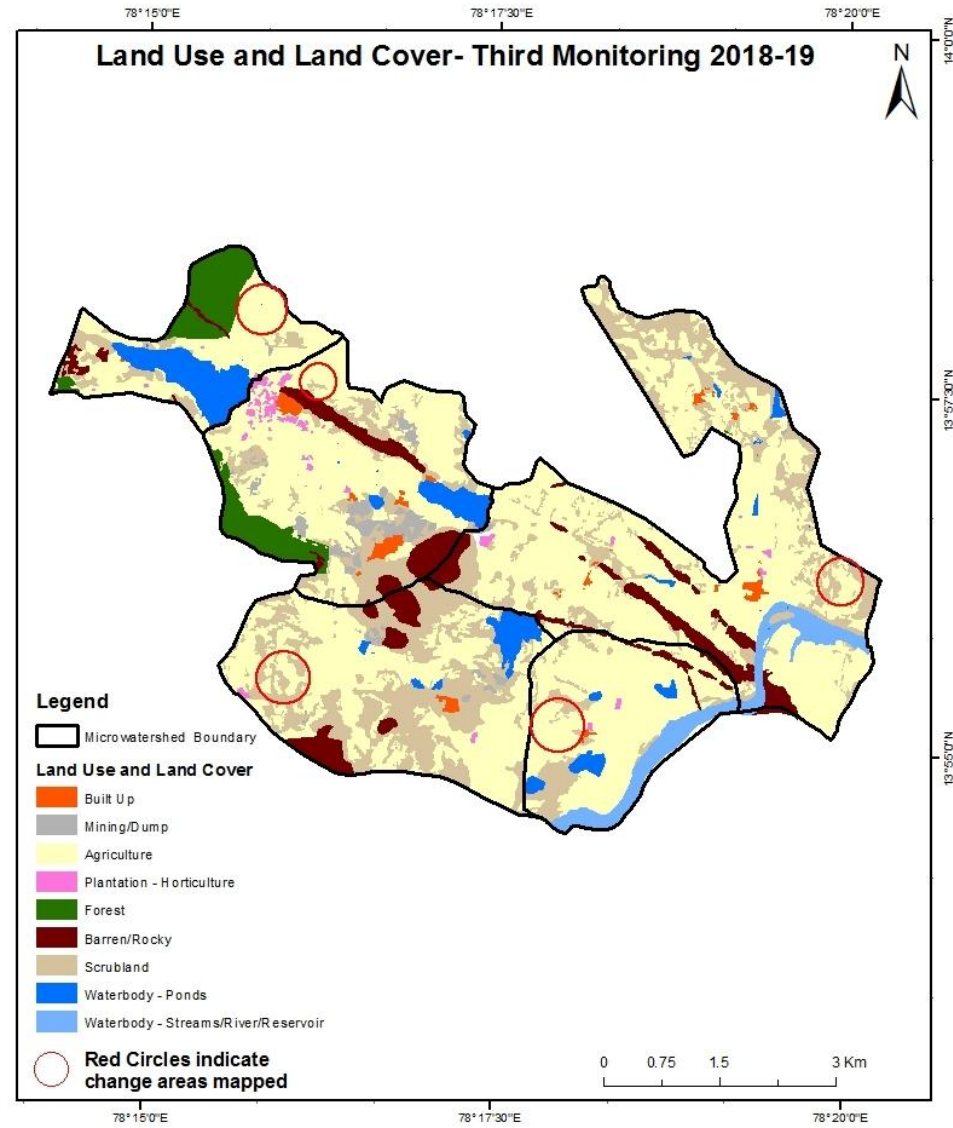 78°15'0"E 78°17'30"E 78°20'0"E
Land Use and Land Cover- Third Monitoring 2018-19
N
14°0'0"N
13°57'30"N
13°55'0"N
Legend
Microwatershed Boundary
Land Use and Land Cover
Built Up
Mining/Dump
Agriculture
Plantation - Horticulture
Forest
Barren/Rocky
Scrubland
Waterbody - Ponds
Waterbody - Streams/River/Reservoir
Red Circles indicate
change areas mapped
0 0.75 1.5 3 Km
78°15'0"E 78°17'30"E 78°20'0"E